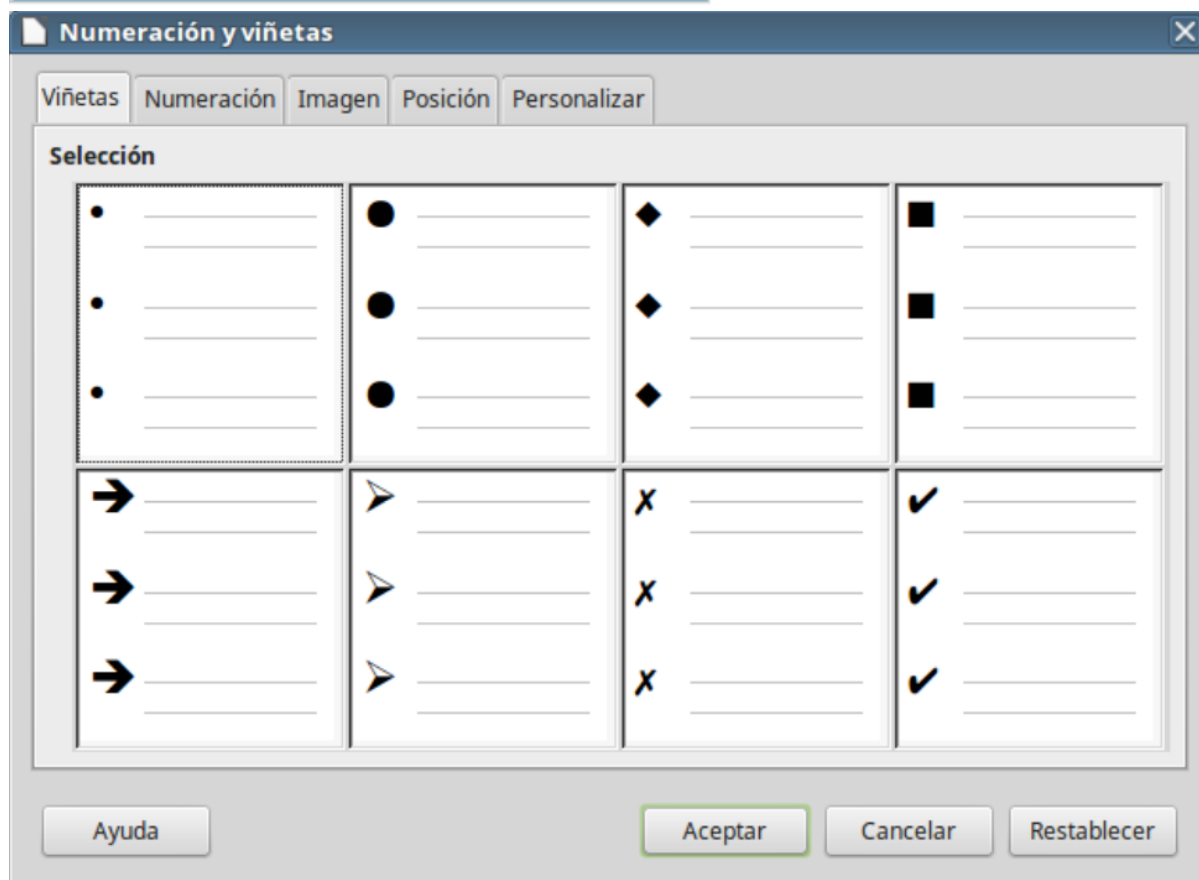 Numeración y viñetas
Viñetas Numeración Imagen Posición Personalizar
Selección
Ayuda Aceptar Cancelar Restablecer